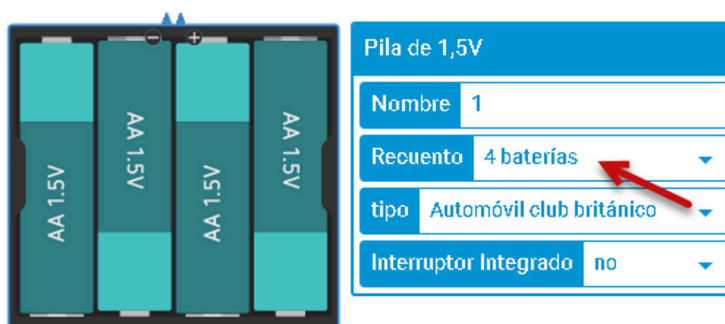 AA 1.5V
AA 1.5V
AA 1.5V
AA 1.5V
Pila de 1,5V
Nombre 1
Recuento 4 baterías
tipo Automóvil club británico
Interruptor Integrado no